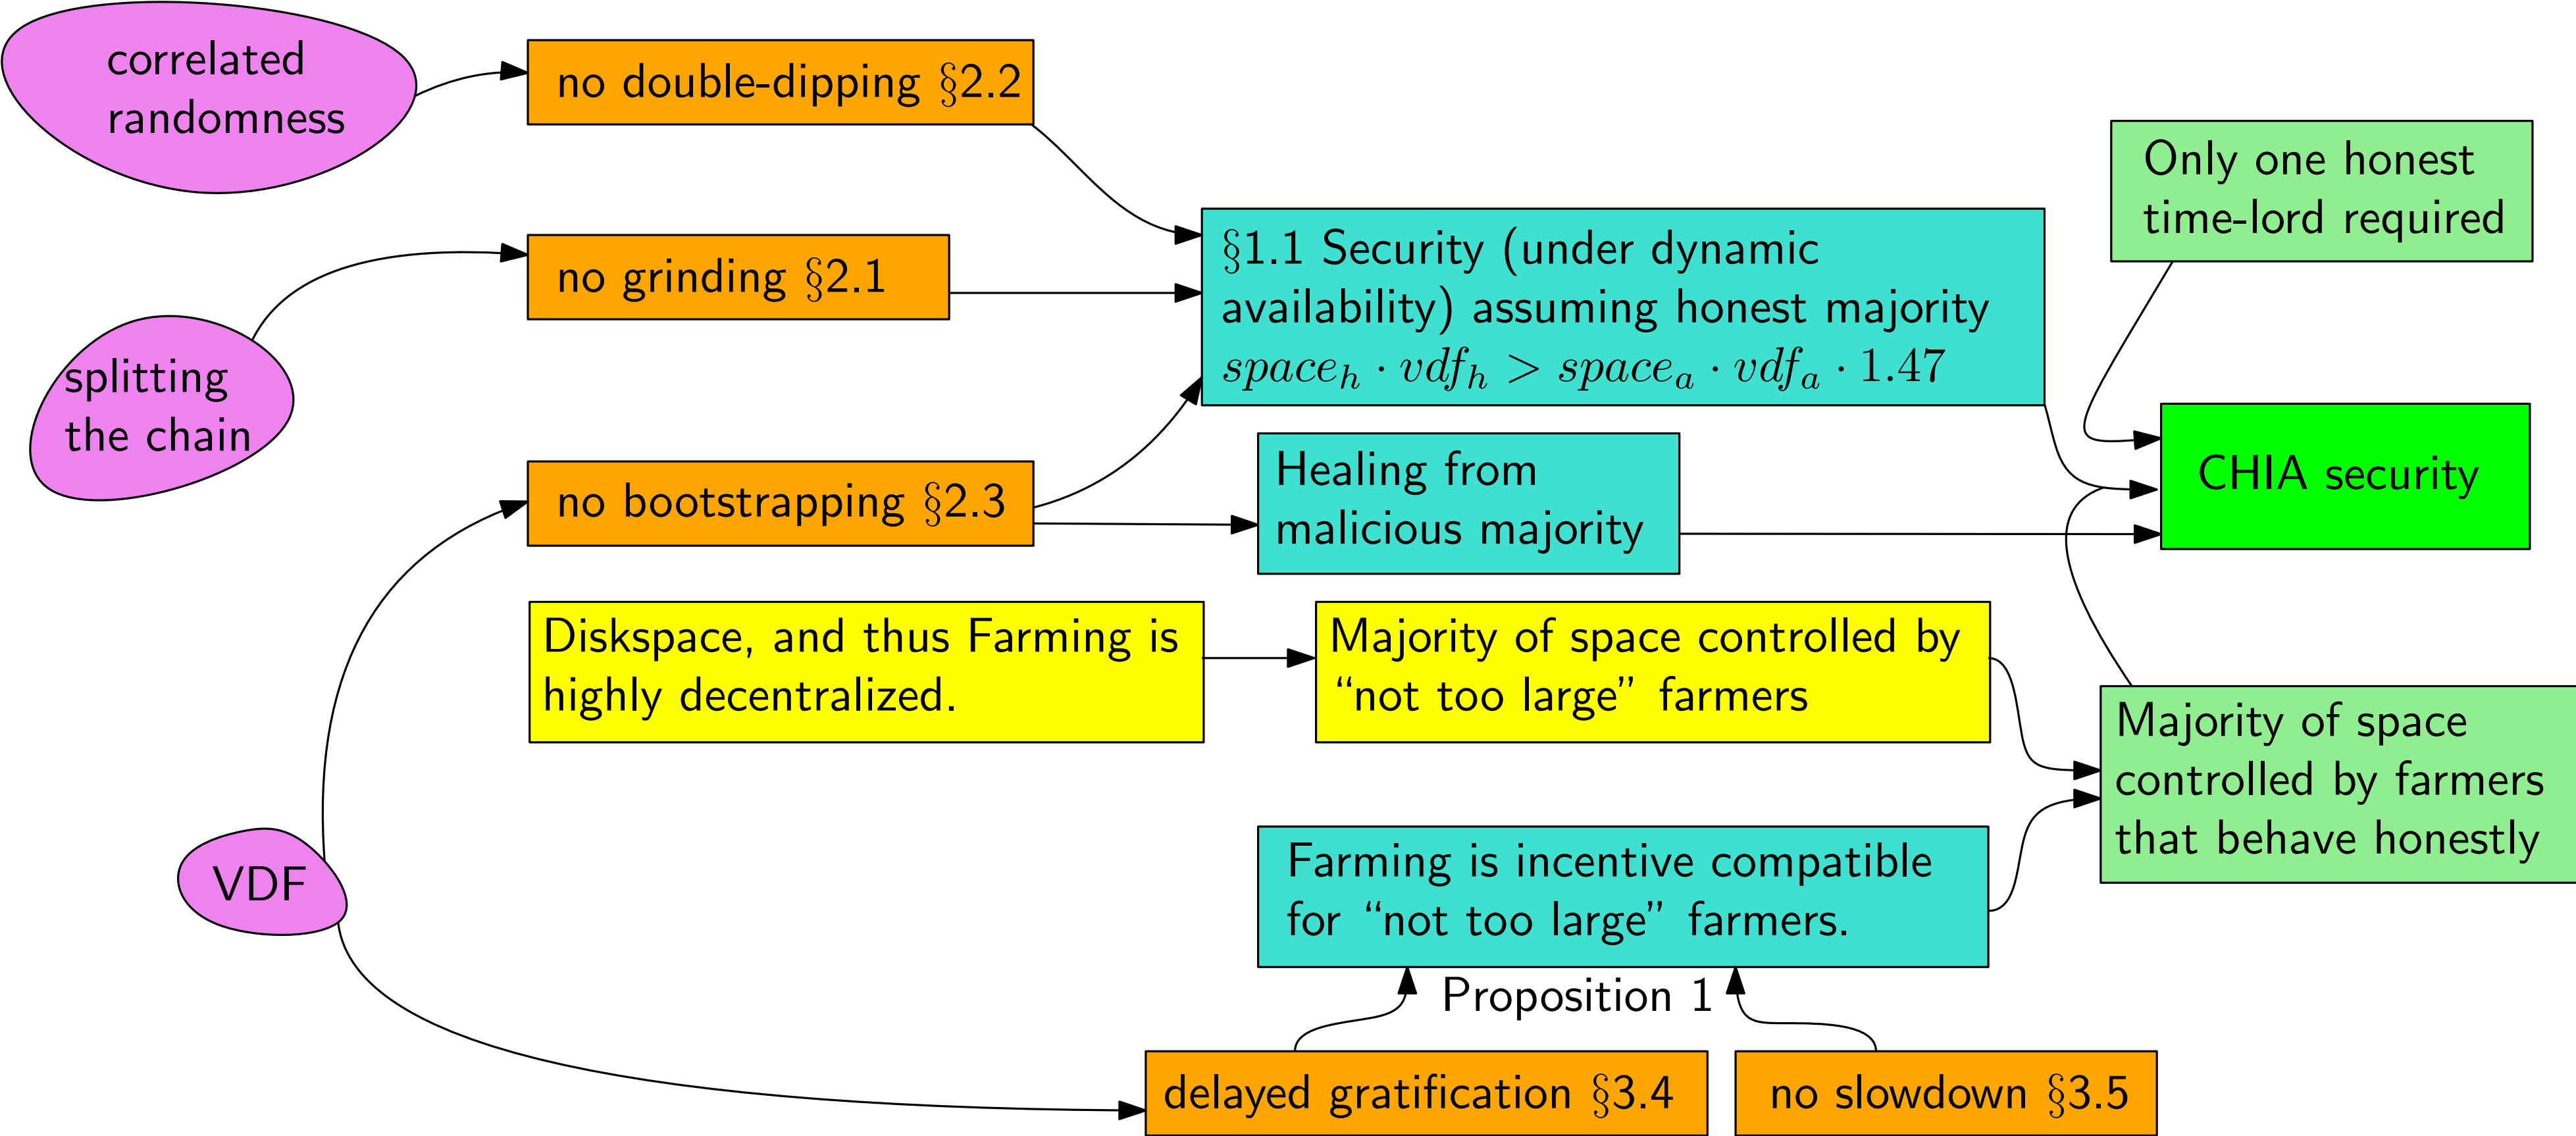 correlated
randomness
no double-dipping §2.2
Only one honest
time-lord required
no grinding §2.1
§1.1 Security (under dynamic
availability) assuming honest majority
space_h · vdf_h > space_a · vdf_a · 1.47
splitting
the chain
no bootstrapping §2.3
Healing from
malicious majority
CHIA security
Diskspace, and thus Farming is
highly decentralized.
Majority of space controlled by
“not too large” farmers
Majority of space
controlled by farmers
that behave honestly
VDF
Farming is incentive compatible
for “not too large” farmers.
Proposition 1
delayed gratification §3.4
no slowdown §3.5